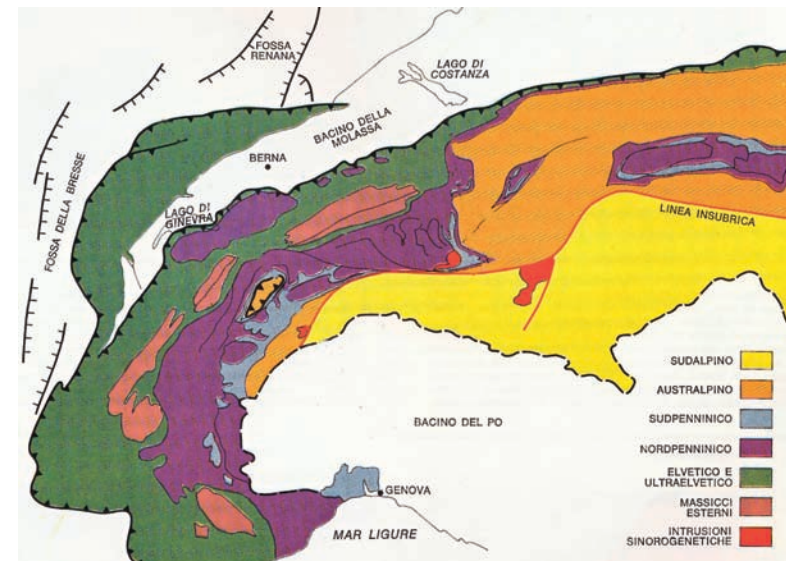 FOSSA
RENANA
LAGO DI
COSTANZA
BACINO DELLA
MOLASSA
BERNA
FOSSA DELLA BRESSE
LAGO DI
GINEVRA
LINEA INSUBRICA
BACINO DEL PO
GENOVA
MAR LIGURE
SUDALPINO
AUSTRALPINO
SUDPENNINICO
NORDPENNINICO
ELVETICO E
ULTRAELVETICO
MASSICCI
ESTERNI
INTRUSIONI
SINOROGENETICHE